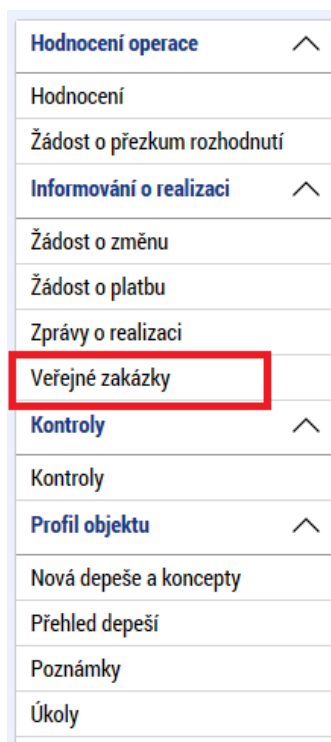 Hodnocení operace
Hodnocení
Žádost o přezkum rozhodnutí
Informování o realizaci
Žádost o změnu
Žádost o platbu
Zprávy o realizaci
Veřejné zakázky
Kontroly
Kontroly
Profil objektu
Nová depeše a koncepty
Přehled depeší
Poznámky
Úkoly